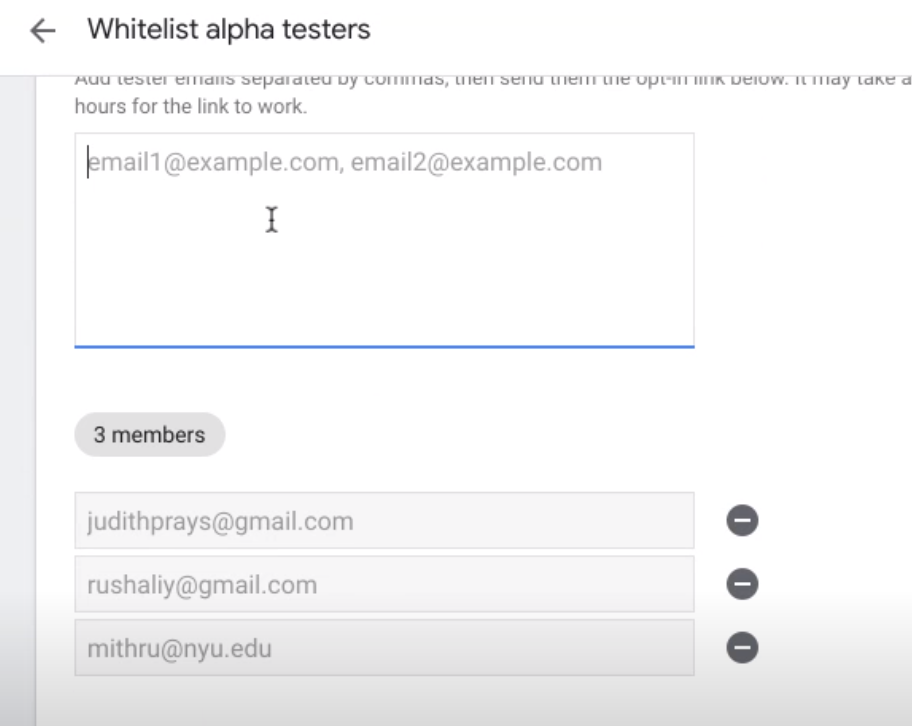 Whitelist alpha testers
Add tester emails separated by commas, then send them the opt-in link below. It may take a
hours for the link to work.
email1@example.com, email2@example.com
3 members
judithprays@gmail.com
rushaliy@gmail.com
mithru@nyu.edu